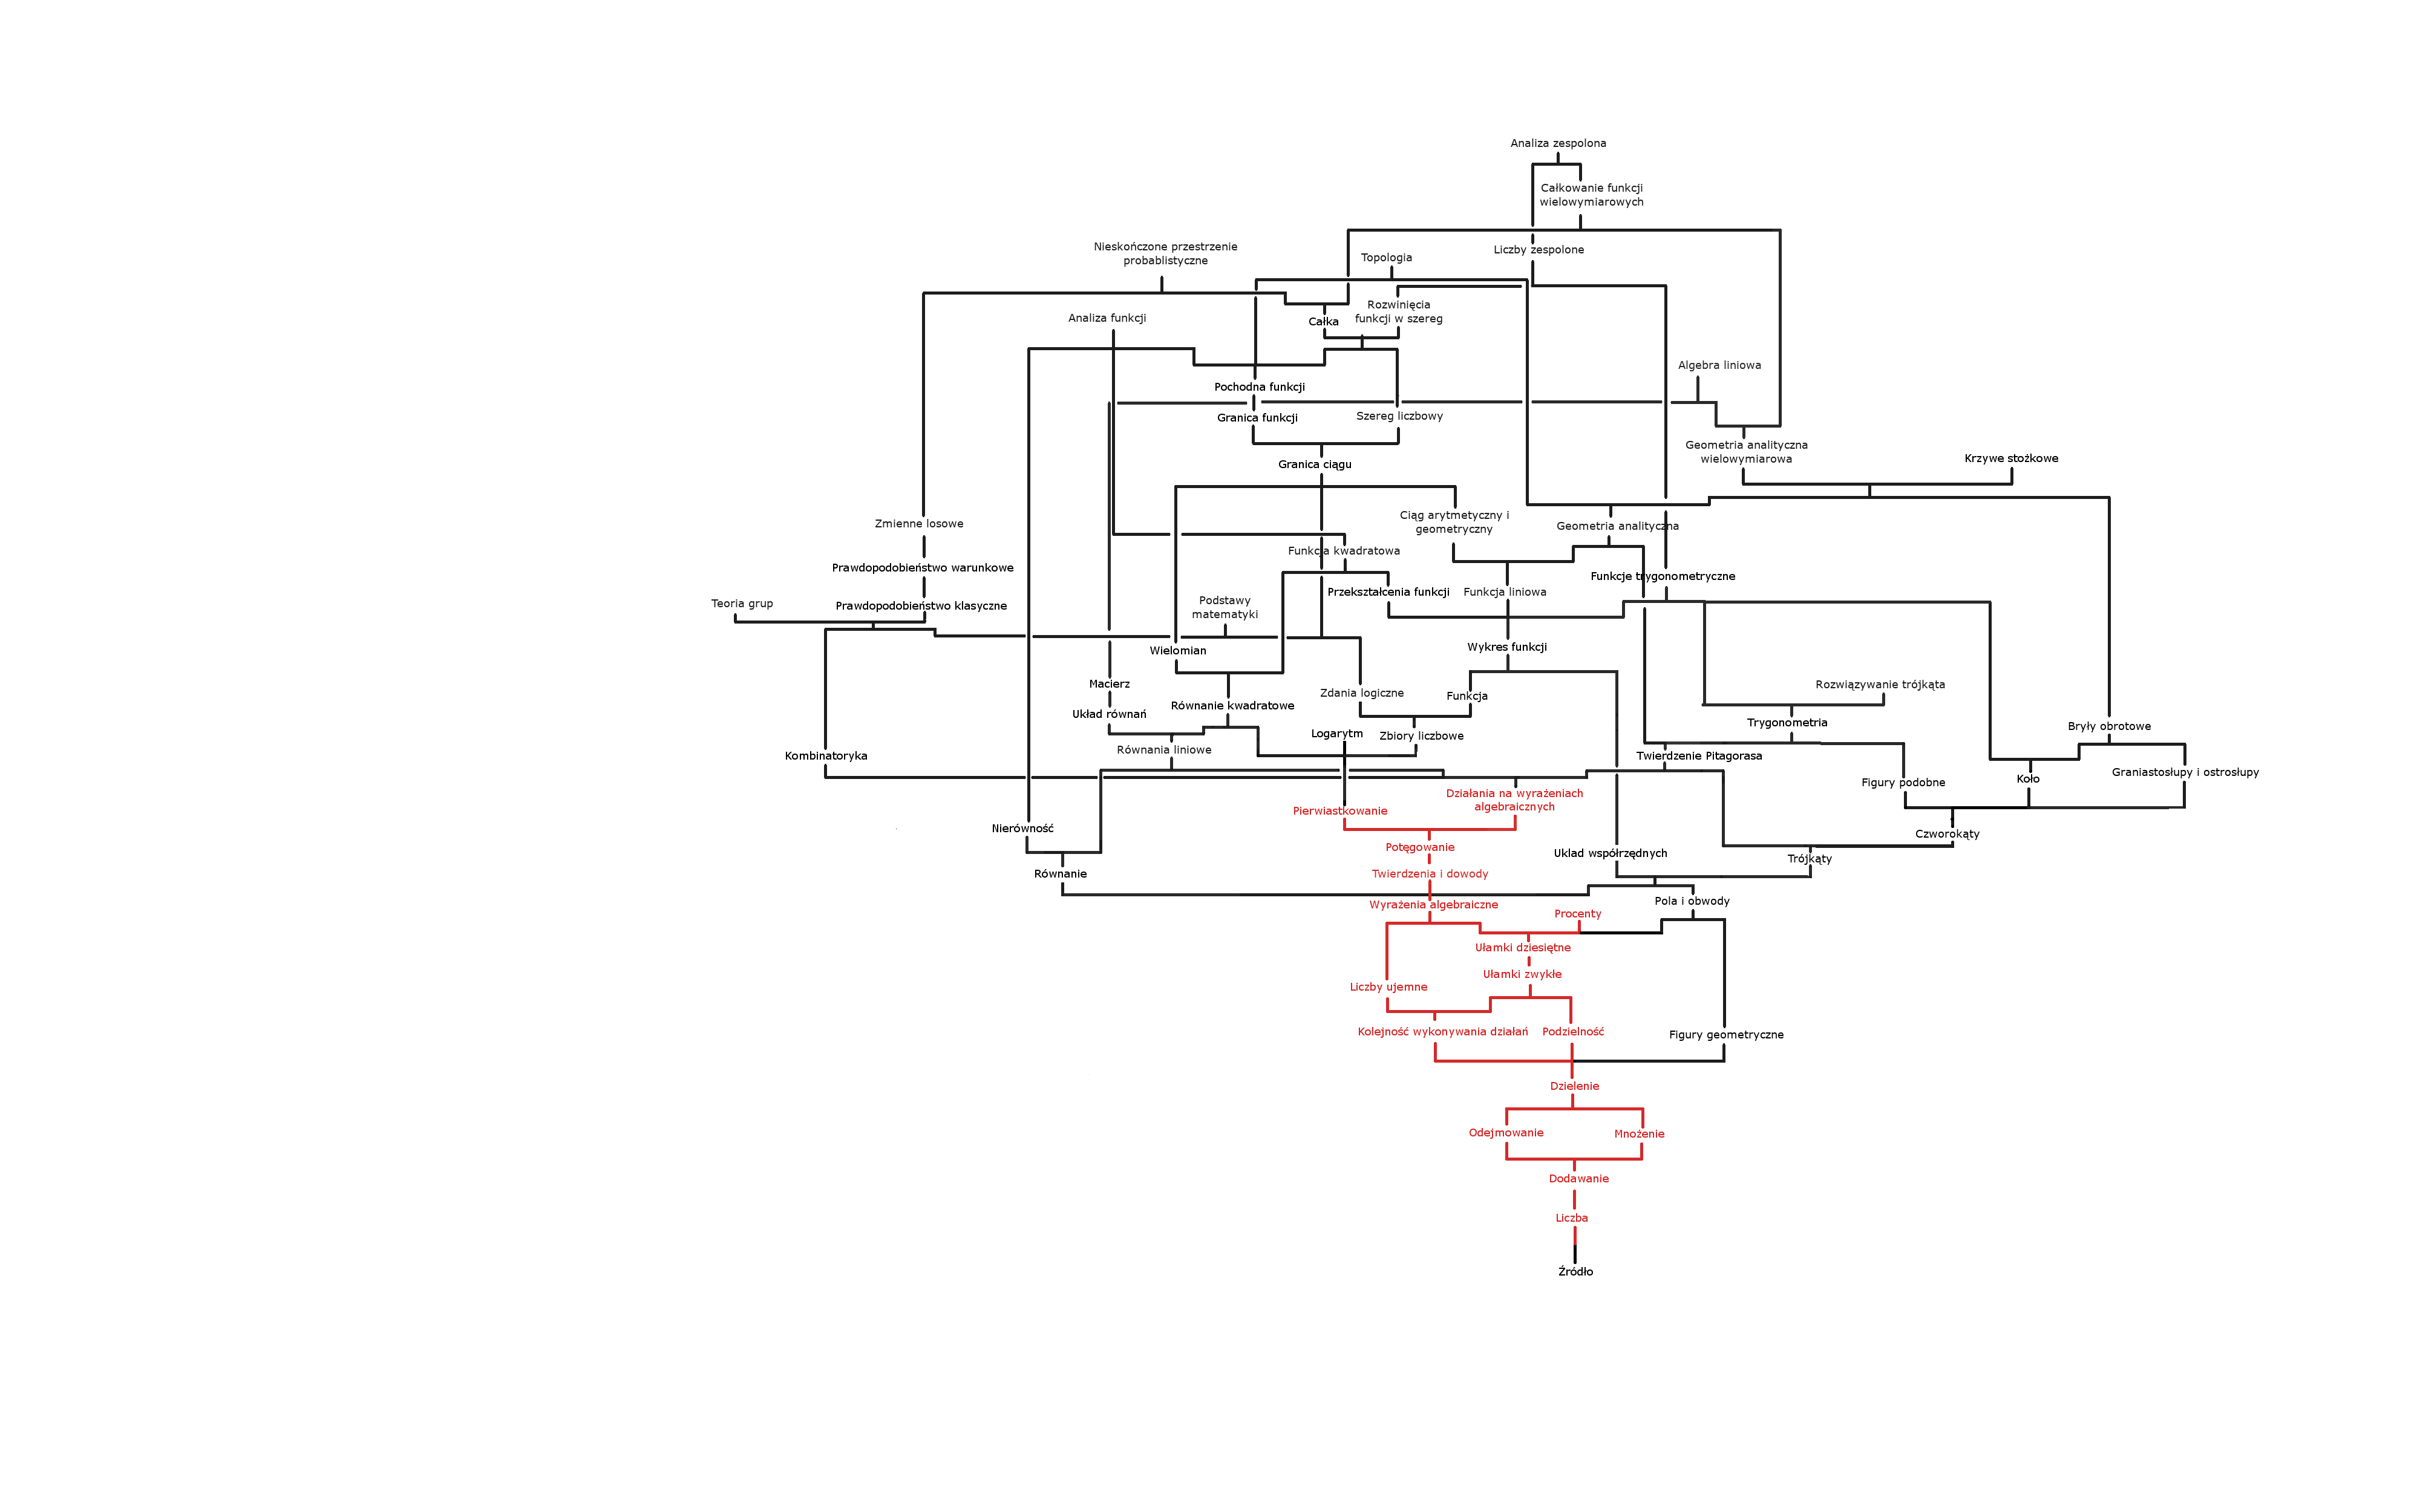 Analiza zespolona
Całkowanie funkcji
wielowymiarowych
Nieskończone przestrzenie
probablistyczne
Liczby zespolone
Topologia
Rozwinięcia
funkcji w szereg
Analiza funkcji
Całka
Algebra liniowa
Pochodna funkcji
Granica funkcji
Szereg liczbowy
Geometria analityczna
wielowymiarowa
Krzywe stożkowe
Granica ciągu
Zmienne losowe
Ciąg arytmetyczny i
geometryczny
Geometria analityczna
Funkcja kwadratowa
Prawdopodobieństwo warunkowe
Funkcje trygonometryczne
Przekształcenia funkcji
Funkcja liniowa
Teoria grup
Prawdopodobieństwo klasyczne
Podstawy
matematyki
Wielomian
Wykres funkcji
Macierz
Zdania logiczne
Funkcja
Rozwiązywanie trójkąta
Układ równań
Równanie kwadratowe
Trygonometria
Bryły obrotowe
Logarytm
Zbiory liczbowe
Równania liniowe
Kombinatoryka
Twierdzenie Pitagorasa
Figury podobne
Koło
Graniastosłupy i ostrosłupy
Działania na wyrażeniach
algebraicznych
Pierwiastkowanie
Nierówność
Czworokąty
Potęgowanie
Uklad współrzędnych
Trójkąty
Równanie
Twierdzenia i dowody
Wyrażenia algebraiczne
Pola i obwody
Procenty
Ułamki dziesiętne
Ułamki zwykłe
Liczby ujemne
Kolejność wykonywania działań
Podzielność
Figury geometryczne
Dzielenie
Odejmowanie
Mnożenie
Dodawanie
Liczba
Źródło